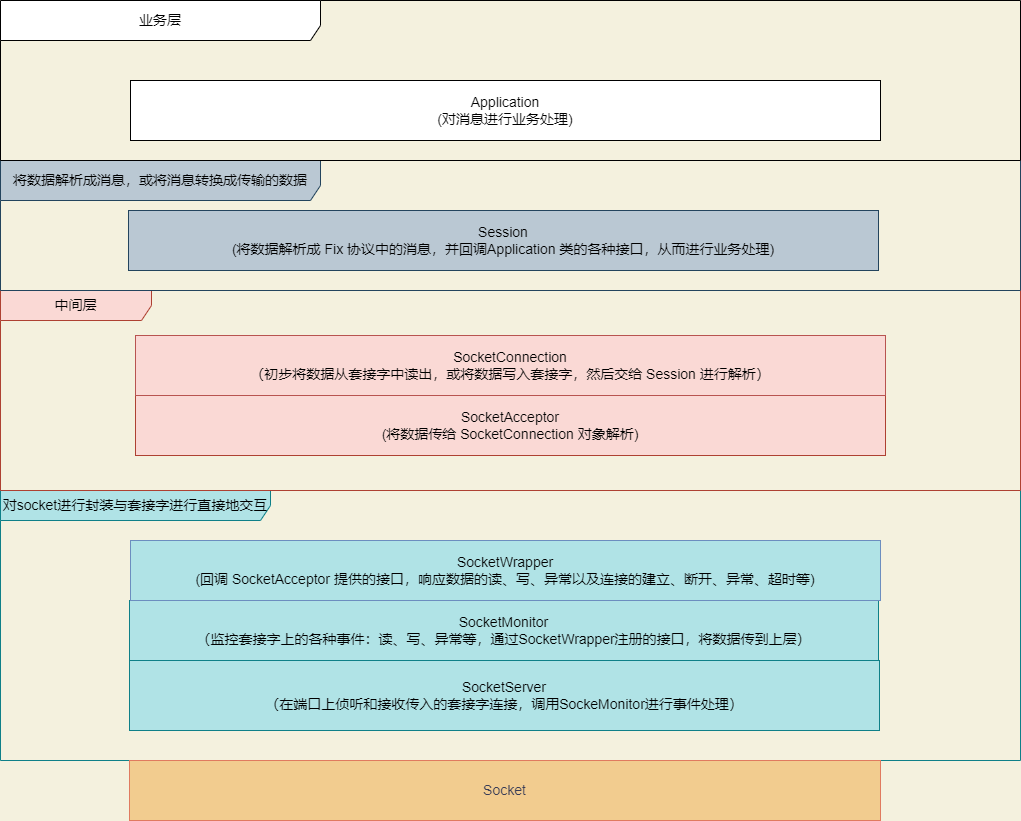 业务层
Application
(对消息进行业务处理)
将数据解析成消息，或将消息转换成传输的数据
Session
(将数据解析成 Fix 协议中的消息，并回调Application 类的各种接口，从而进行业务处理)
中间层
SocketConnection
（初步将数据从套接字中读出，或将数据写入套接字，然后交给 Session 进行解析）
SocketAcceptor
(将数据传给 SocketConnection 对象解析)
对socket进行封装与套接字进行直接地交互
SocketWrapper
(回调 SocketAcceptor 提供的接口，响应数据的读、写、异常以及连接的建立、断开、异常、超时等)
SocketMonitor
（监控套接字上的各种事件：读、写、异常等，通过SocketWrapper注册的接口，将数据传到上层）
SocketServer
（在端口上侦听和接收传入的套接字连接，调用SockeMonitor进行事件处理）
Socket